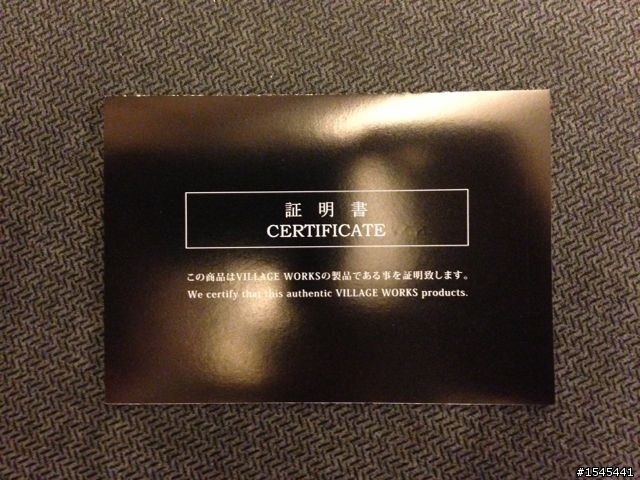 証 明 書
CERTIFICATE
この商品はVILLAGE WORKSの製品である事を証明致します。
We certify that this authentic VILLAGE WORKS products.
#1545441